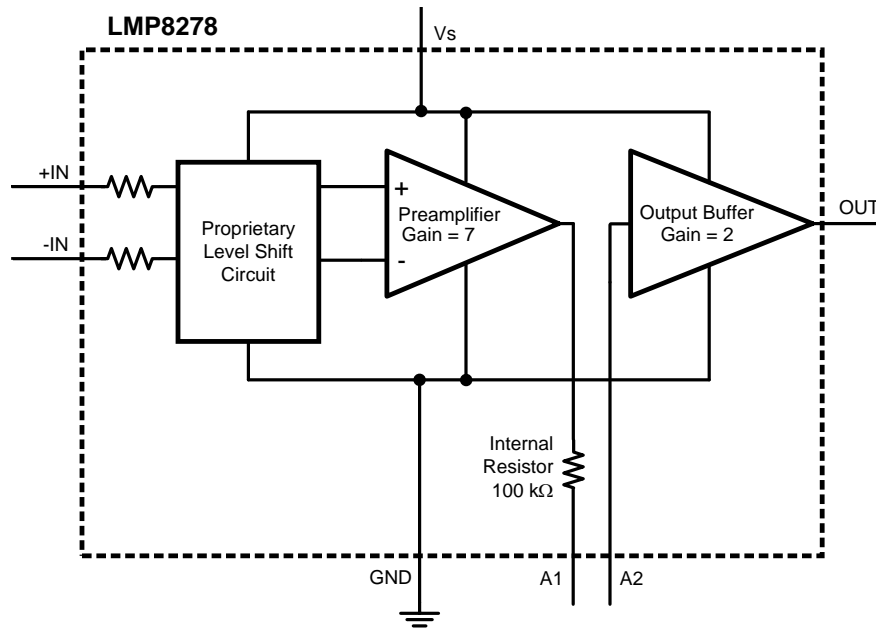 LMP8278
Vs
+IN
-IN
Proprietary
Level Shift
Circuit
+
-
Preamplifier
Gain = 7
Output Buffer
Gain = 2
OUT
Internal
Resistor
100 kΩ
GND
A1
A2